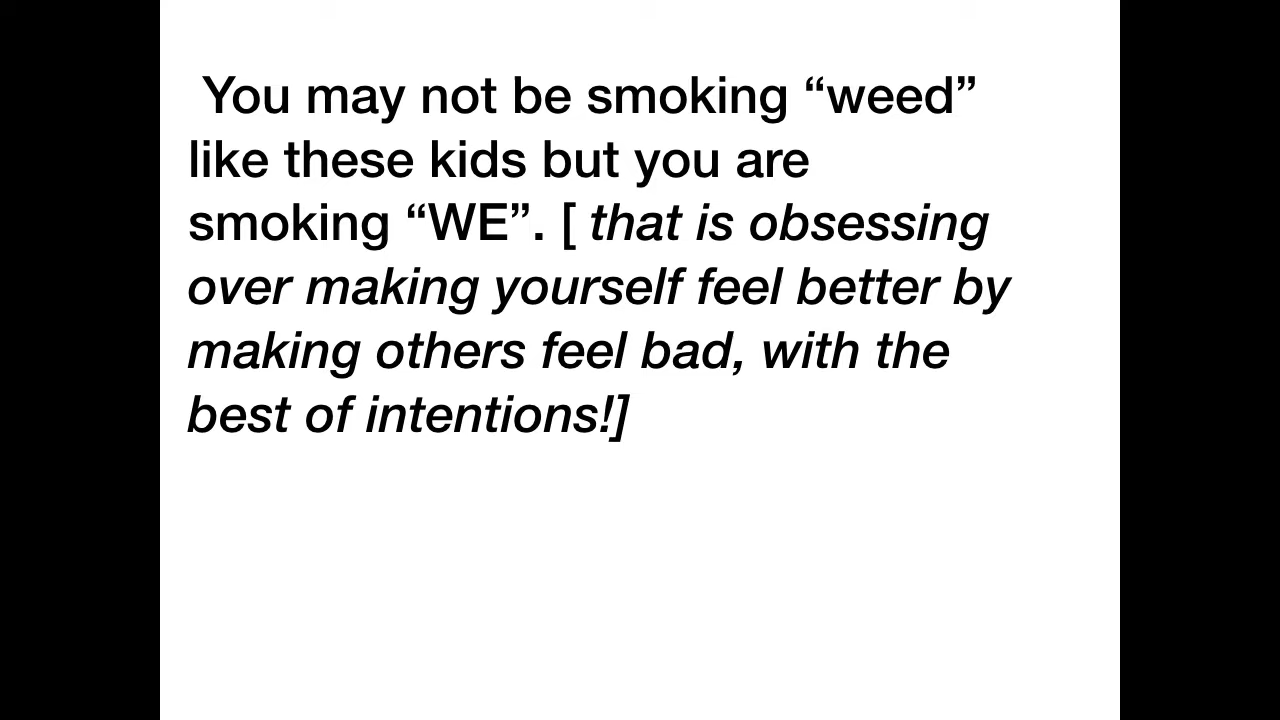 You may not be smoking “weed”
like these kids but you are
smoking “WE”. [ that is obsessing
over making yourself feel better by
making others feel bad, with the
best of intentions!]